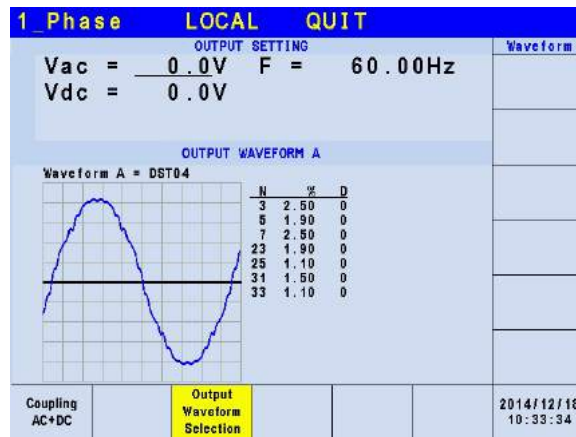 1_Phase LOCAL QUIT
OUTPUT SETTING
Waveform
Vac = 0.0V F = 60.00Hz
Vdc = 0.0V
OUTPUT WAVEFORM A
Waveform A = DST04
N % D
3 2.50 0
5 1.90 0
7 2.50 0
23 1.90 0
25 1.10 0
31 1.50 0
33 1.10 0
Coupling
AC+DC
Output
Waveform
Selection
2014/12/18
10:33:34